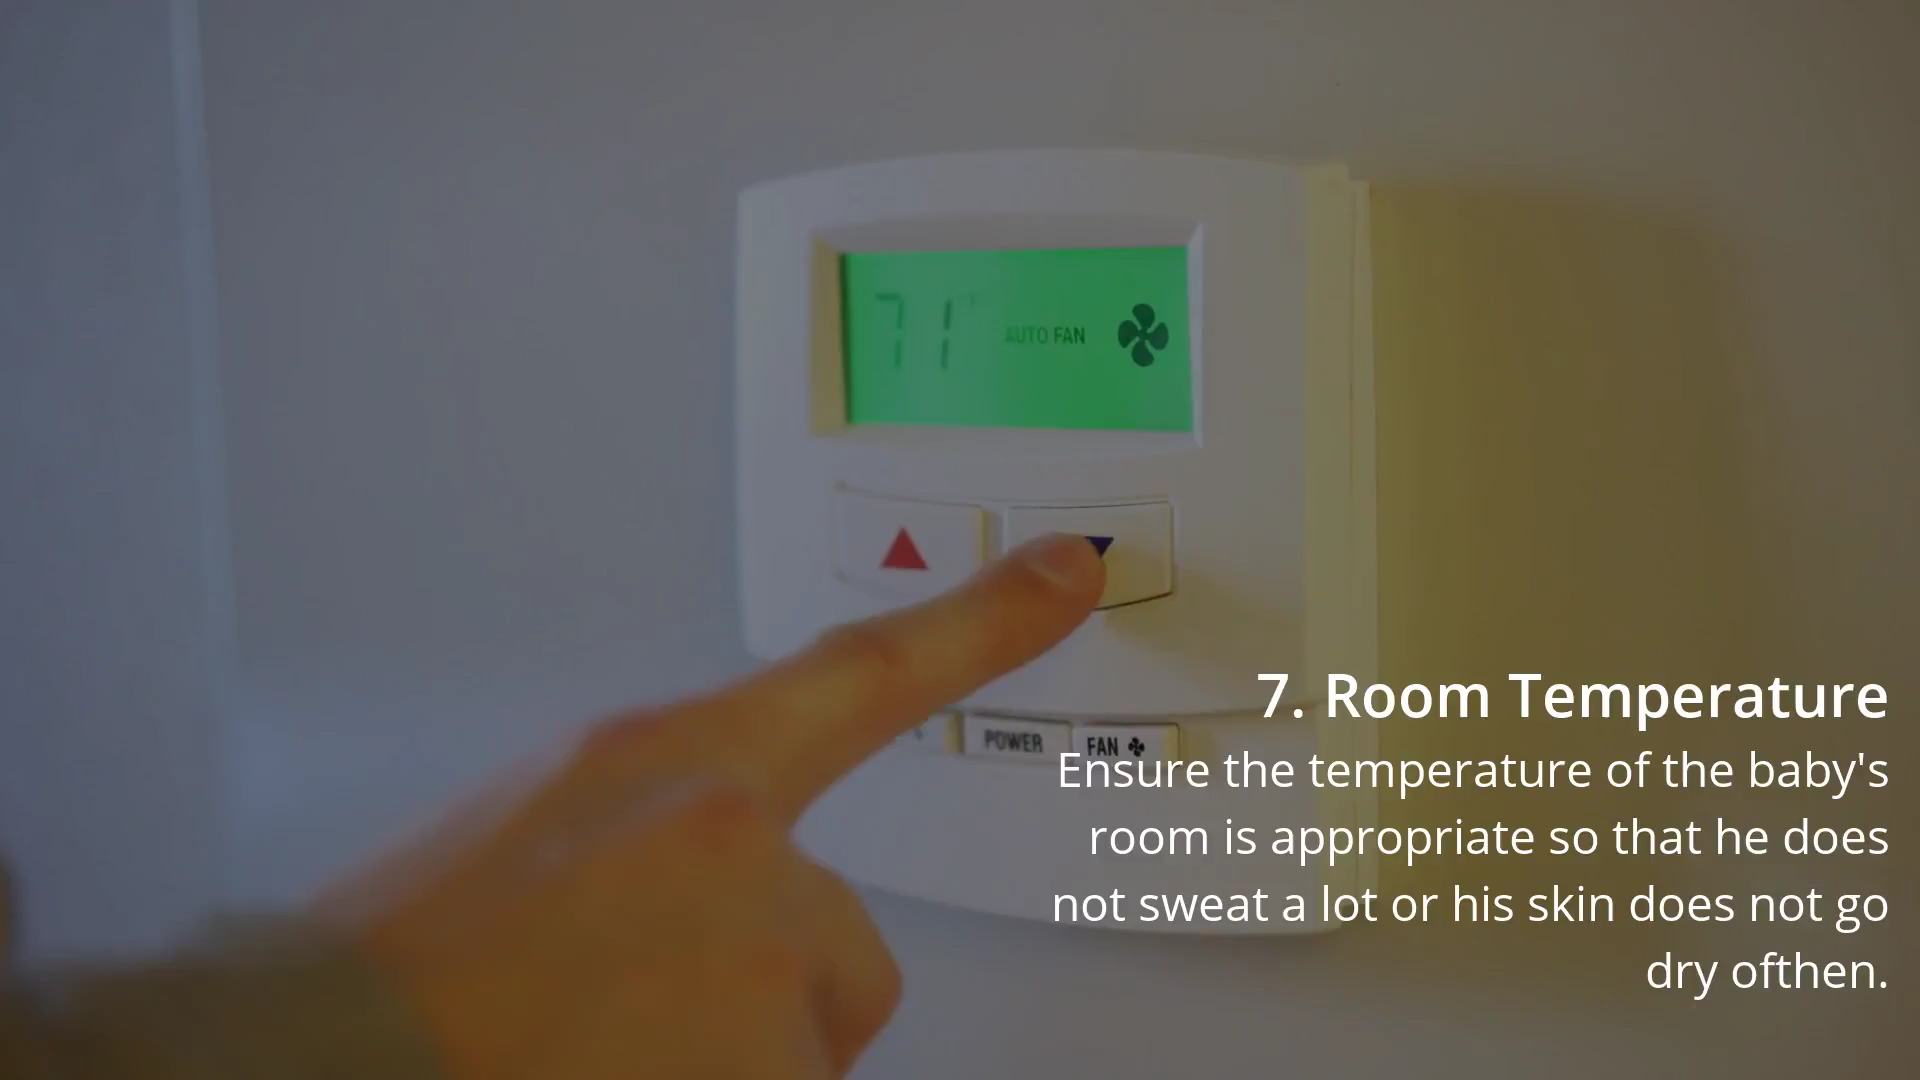 71°
AUTO FAN
POWER
FAN
7. Room Temperature
Ensure the temperature of the baby's
room is appropriate so that he does
not sweat a lot or his skin does not go
dry ofthen.